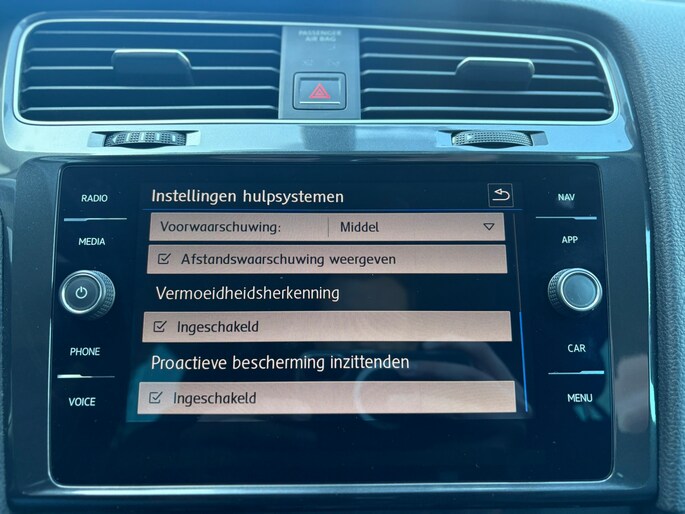 PASSENGER
AIR BAG
RADIO
MEDIA
PHONE
VOICE
Instellingen hulpsystemen
Voorwaarschuwing: Middel
Afstandswaarschuwing weergeven
Vermoeidheidsherkenning
Ingeschakeld
Proactieve bescherming inzittenden
Ingeschakeld
NAV
APP
CAR
MENU